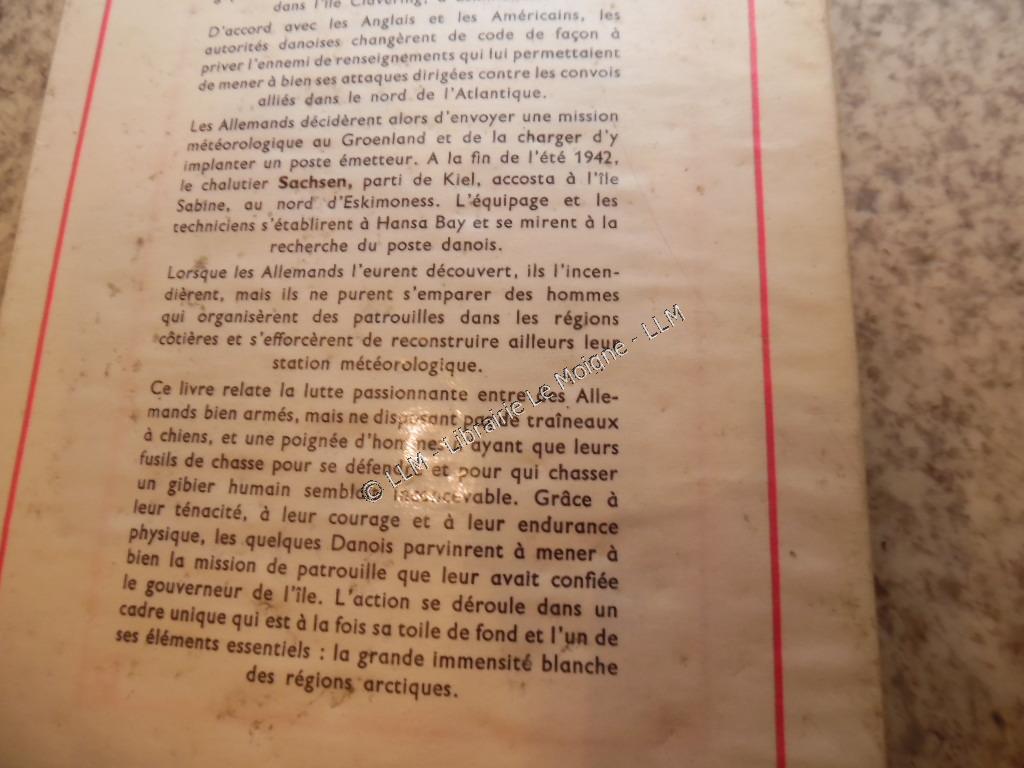 dans l'île Clavering, à
D'accord avec les Anglais et les Américains, les
autorités danoises changèrent de code de façon à
priver l'ennemi de renseignements qui lui permettaient
de mener à bien ses attaques dirigées contre les convois
alliés dans le nord de l'Atlantique.
Les Allemands décidèrent alors d'envoyer une mission
météorologique au Groenland et de la charger d'y
implanter un poste émetteur. A la fin de l'été 1942,
le chalutier Sachsen, parti de Kiel, accosta à l'île
Sabine, au nord d'Eskimoness. L'équipage et les
techniciens s'établirent à Hansa Bay et se mirent à la
recherche du poste danois.
Lorsque les Allemands l'eurent découvert, ils l'incen-
dièrent, mais ils ne purent s'emparer des hommes
qui organisèrent des patrouilles dans les régions
côtières et s'efforcèrent de reconstruire ailleurs leur
station météorologique.
Ce livre relate la lutte passionnante entre des Alle-
mands bien armés, mais ne disposant pas de traîneaux
à chiens, et une poignée d'hommes n'ayant que leurs
fusils de chasse pour se défendre et pour qui chasser
un gibier humain semblait inconcevable. Grâce à
leur ténacité, à leur courage et à leur endurance
physique, les quelques Danois parvinrent à mener à
bien la mission de patrouille que leur avait confiée
le gouverneur de l'île. L'action se déroule dans un
cadre unique qui est à la fois sa toile de fond et l'un de
ses éléments essentiels : la grande immensité blanche
des régions arctiques.
© LLM - Librairie Le Moigne - LLM